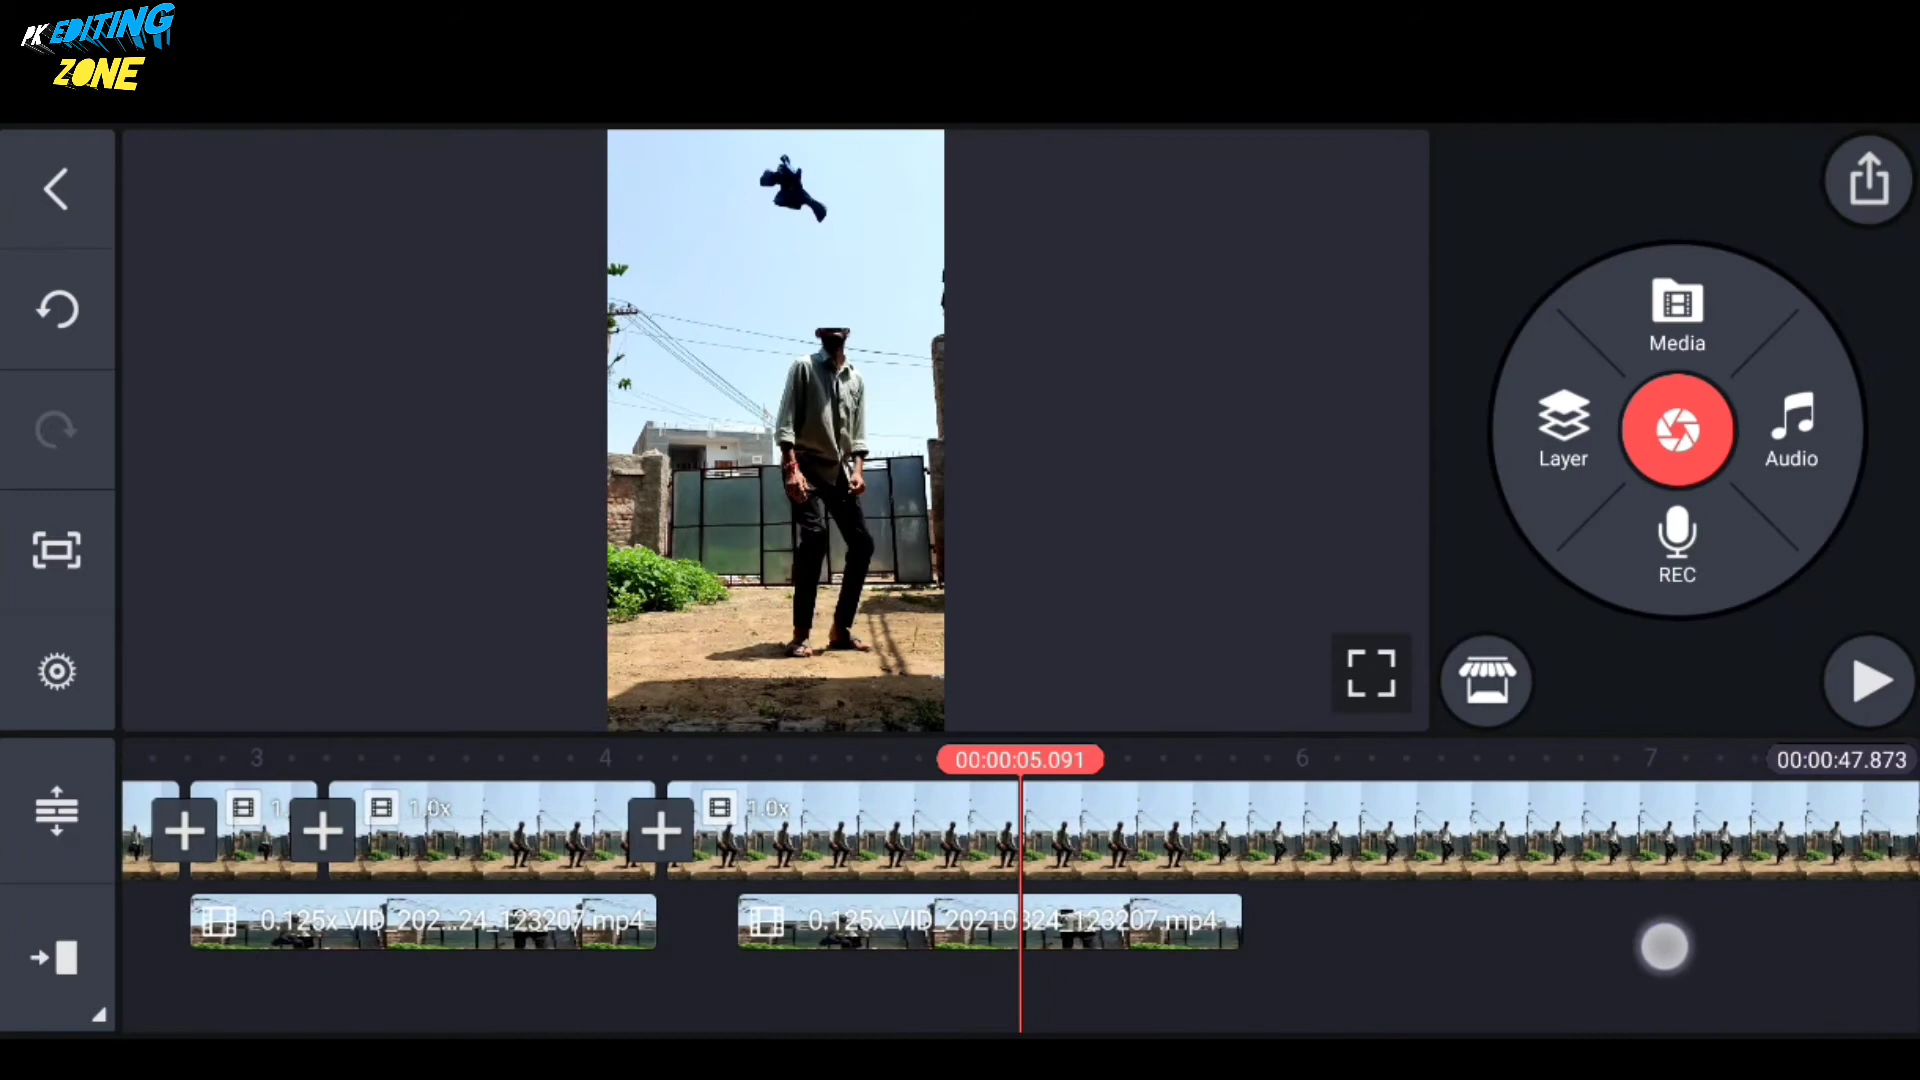 PK EDITING
ZONE
Media
Layer
Audio
REC
3
4
00:00:05.091
6
7
00:00:47.873
1.
1.0x
1.0x
0.125x VID_202...24_123207.mp4
0.125x VID_20210324_123207.mp4